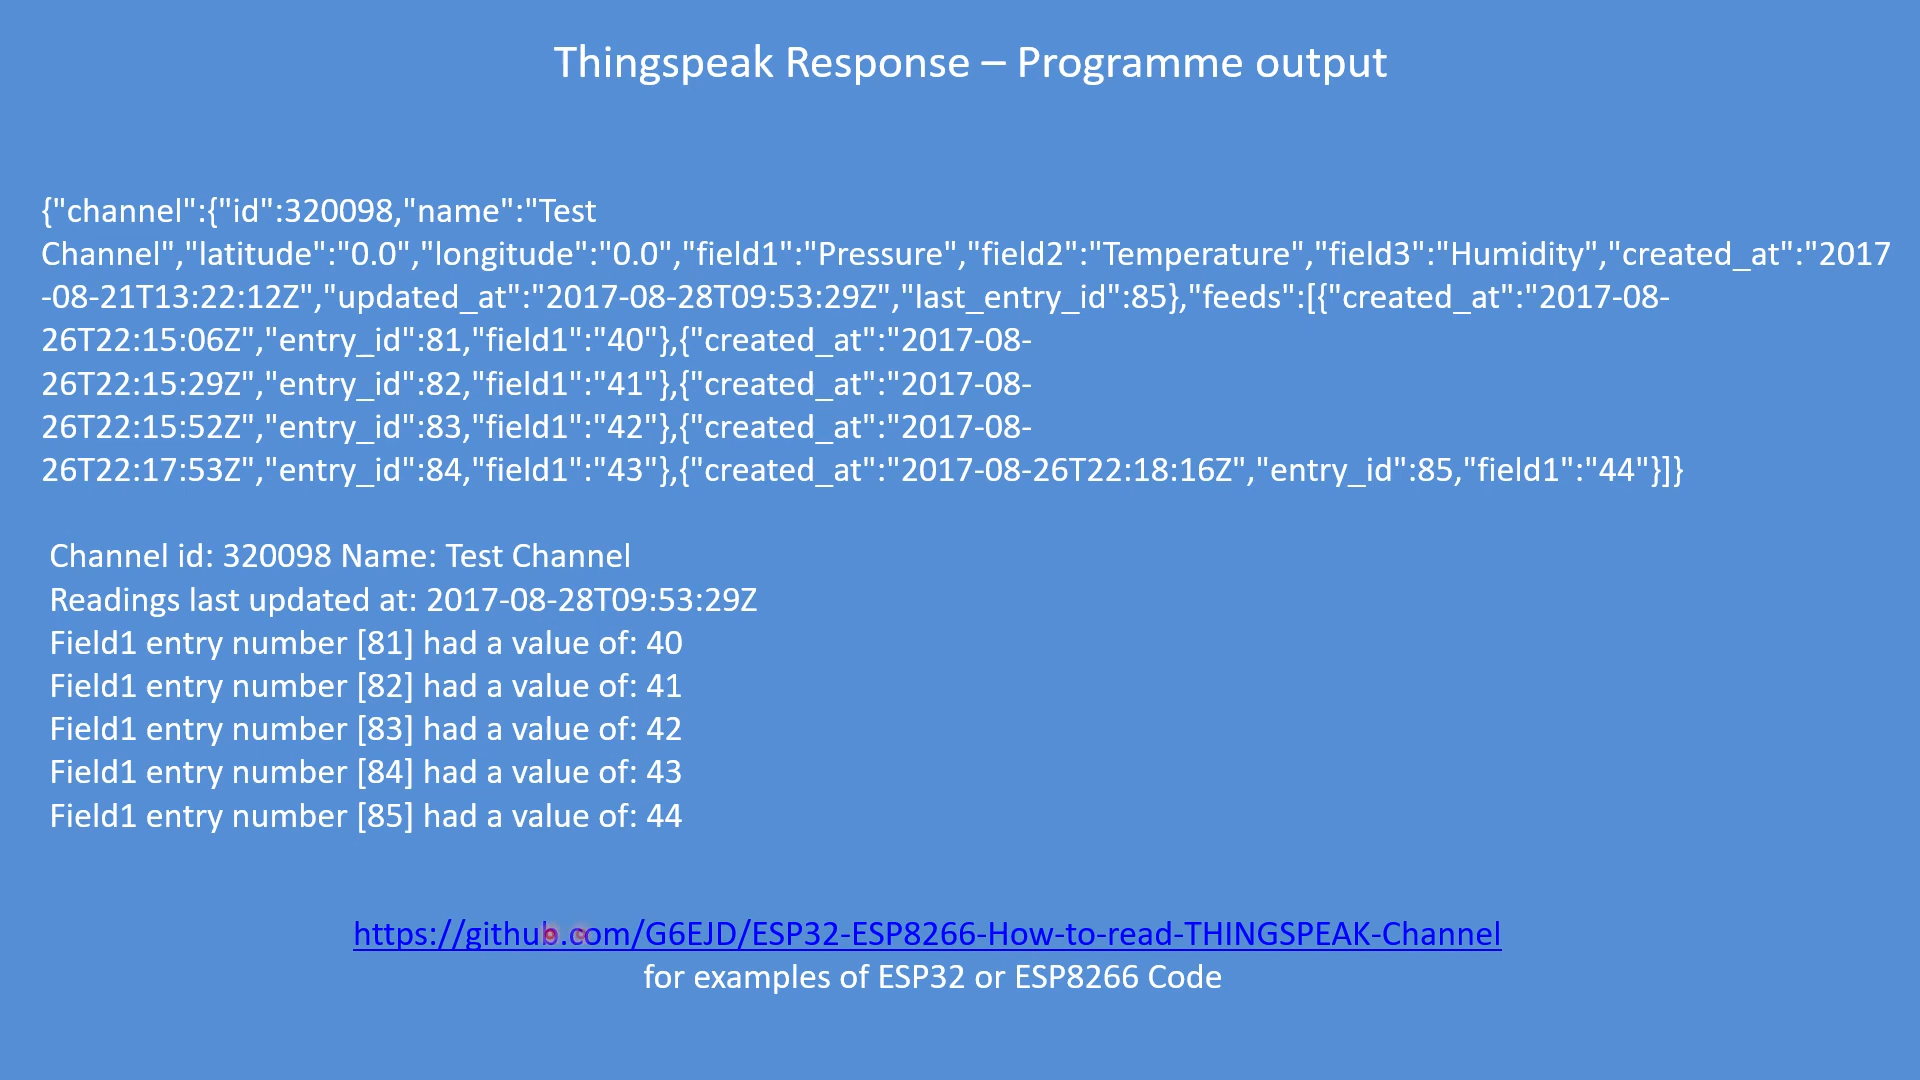 Thingspeak Response – Programme output
{"channel":{"id":320098,"name":"Test
Channel","latitude":"0.0","longitude":"0.0","field1":"Pressure","field2":"Temperature","field3":"Humidity","created_at":"2017
-08-21T13:22:12Z","updated_at":"2017-08-28T09:53:29Z","last_entry_id":85},"feeds":[{"created_at":"2017-08-
26T22:15:06Z","entry_id":81,"field1":"40"},{"created_at":"2017-08-
26T22:15:29Z","entry_id":82,"field1":"41"},{"created_at":"2017-08-
26T22:15:52Z","entry_id":83,"field1":"42"},{"created_at":"2017-08-
26T22:17:53Z","entry_id":84,"field1":"43"},{"created_at":"2017-08-26T22:18:16Z","entry_id":85,"field1":"44"}]}
Channel id: 320098 Name: Test Channel
Readings last updated at: 2017-08-28T09:53:29Z
Field1 entry number [81] had a value of: 40
Field1 entry number [82] had a value of: 41
Field1 entry number [83] had a value of: 42
Field1 entry number [84] had a value of: 43
Field1 entry number [85] had a value of: 44
https://github.com/G6EJD/ESP32-ESP8266-How-to-read-THINGSPEAK-Channel
for examples of ESP32 or ESP8266 Code